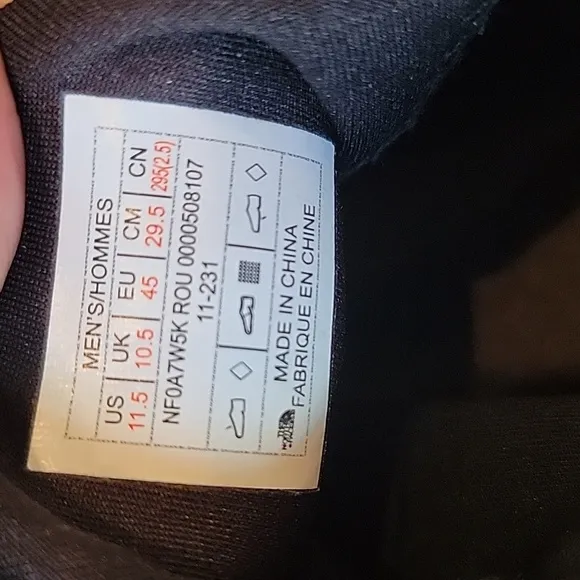 MEN'S/HOMMES
US | UK | EU | CM | CN
11.5 | 10.5 | 45 | 29.5 | 295(2.5)
NF0A7W5K ROU 0000508107
11-231
MADE IN CHINA
FABRIQUE EN CHINE